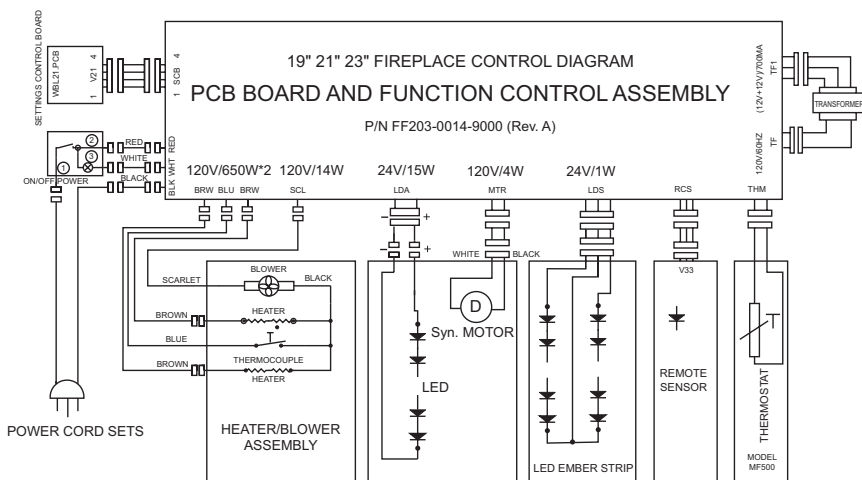 SETTINGS CONTROL BOARD
WBL21.PCB
1 V21 4
1 SCB 4
19" 21" 23" FIREPLACE CONTROL DIAGRAM
PCB BOARD AND FUNCTION CONTROL ASSEMBLY
P/N FF203-0014-9000 (Rev. A)
(12V+12V)/700MA
TF1
TRANSFORMER
120V/60HZ
TF
2
3
1
ON/OFF POWER
RED
WHITE
BLACK
RED
WHT
BLK
120V/650W*2
120V/14W
24V/15W
120V/4W
24V/1W
BRW BLU BRW
SCL
LDA
MTR
LDS
RCS
THM
− +
− +
WHITE
BLACK
V33
SCARLET
BLOWER
BLACK
BROWN
HEATER
BLUE
T
BROWN
THERMOCOUPLE
HEATER
D
Syn. MOTOR
LED
T
REMOTE
SENSOR
THERMOSTAT
POWER CORD SETS
HEATER/BLOWER
ASSEMBLY
LED EMBER STRIP
MODEL
MF500